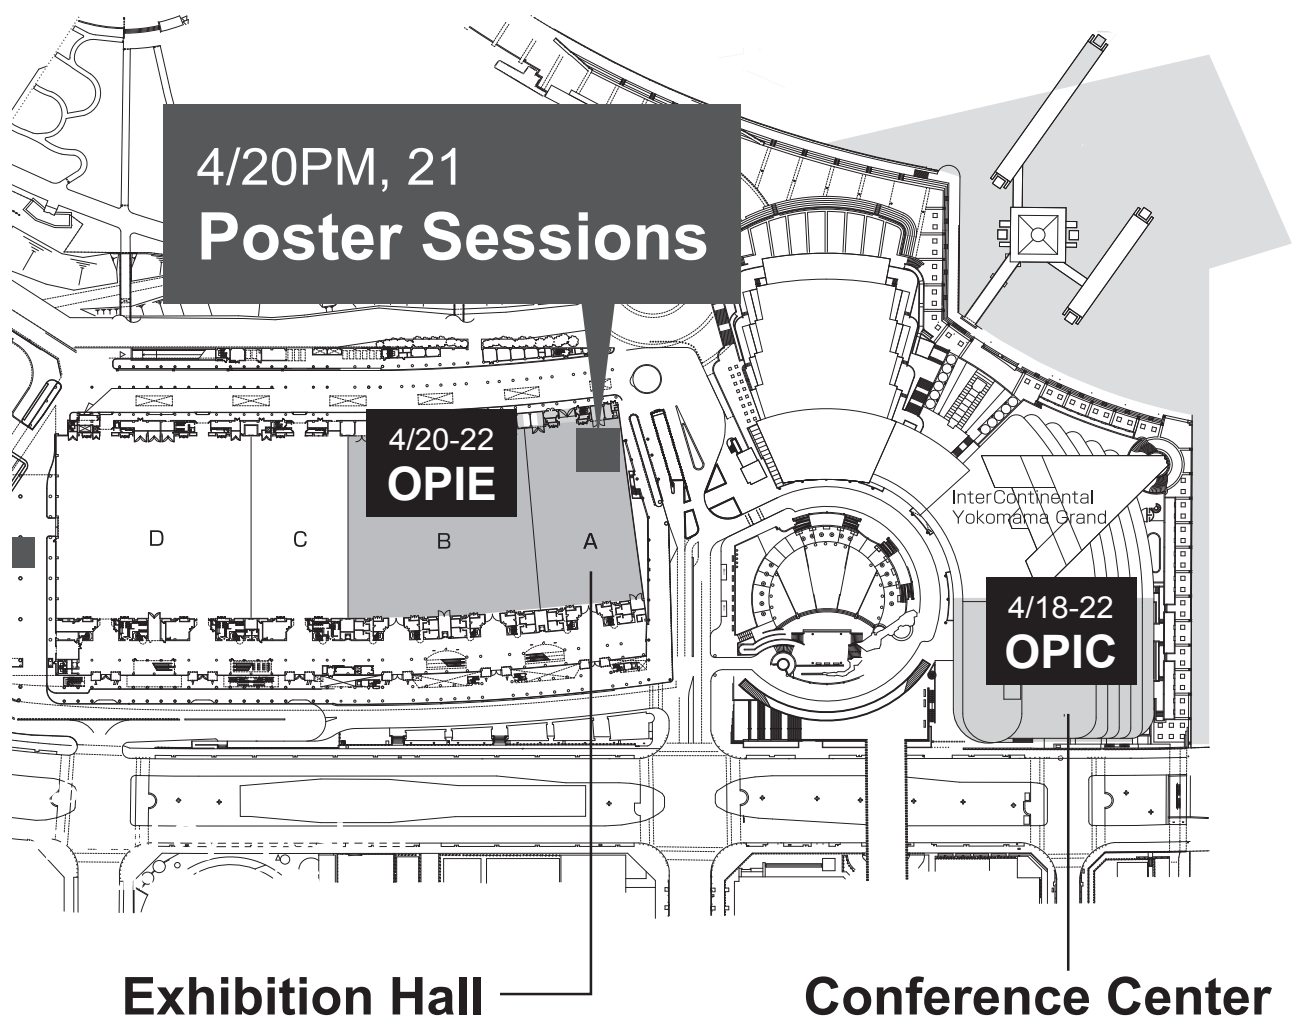 4/20PM, 21
Poster Sessions
4/20-22
OPIE
D
C
B
A
InterContinental
Yokomama Grand
4/18-22
OPIC
Exhibition Hall
Conference Center